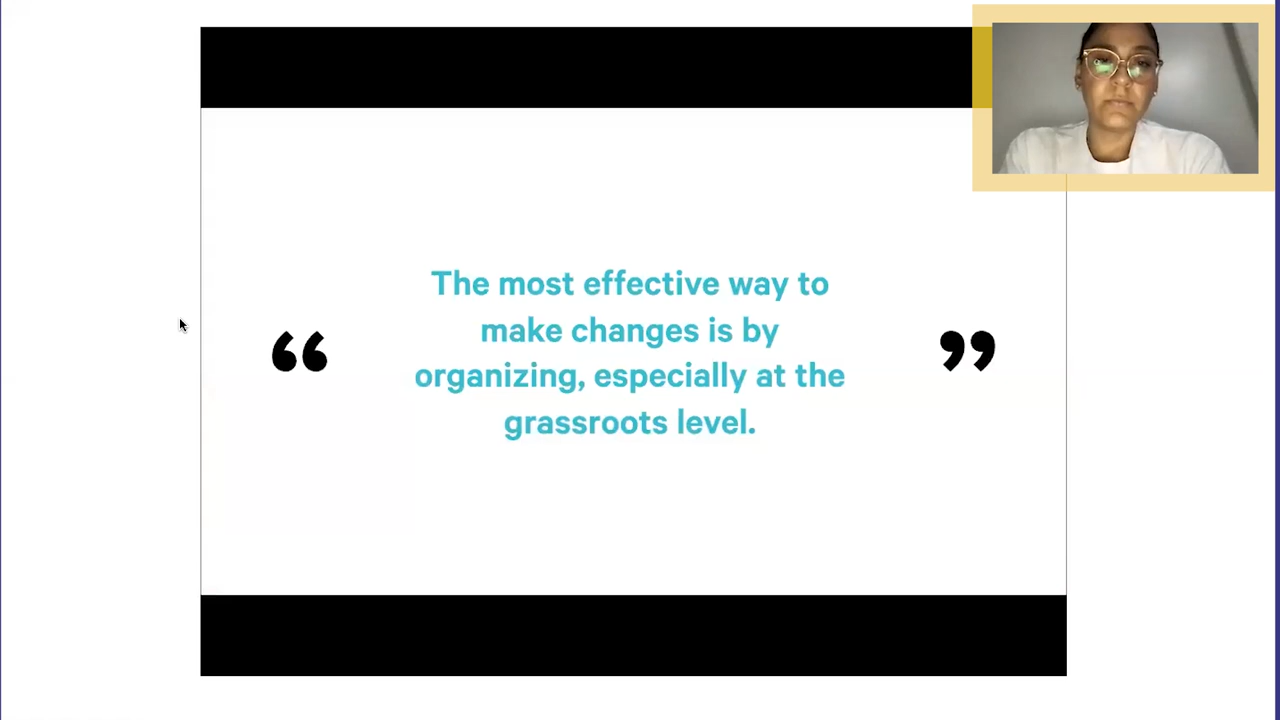 “
The most effective way to
make changes is by
organizing, especially at the
grassroots level.
”